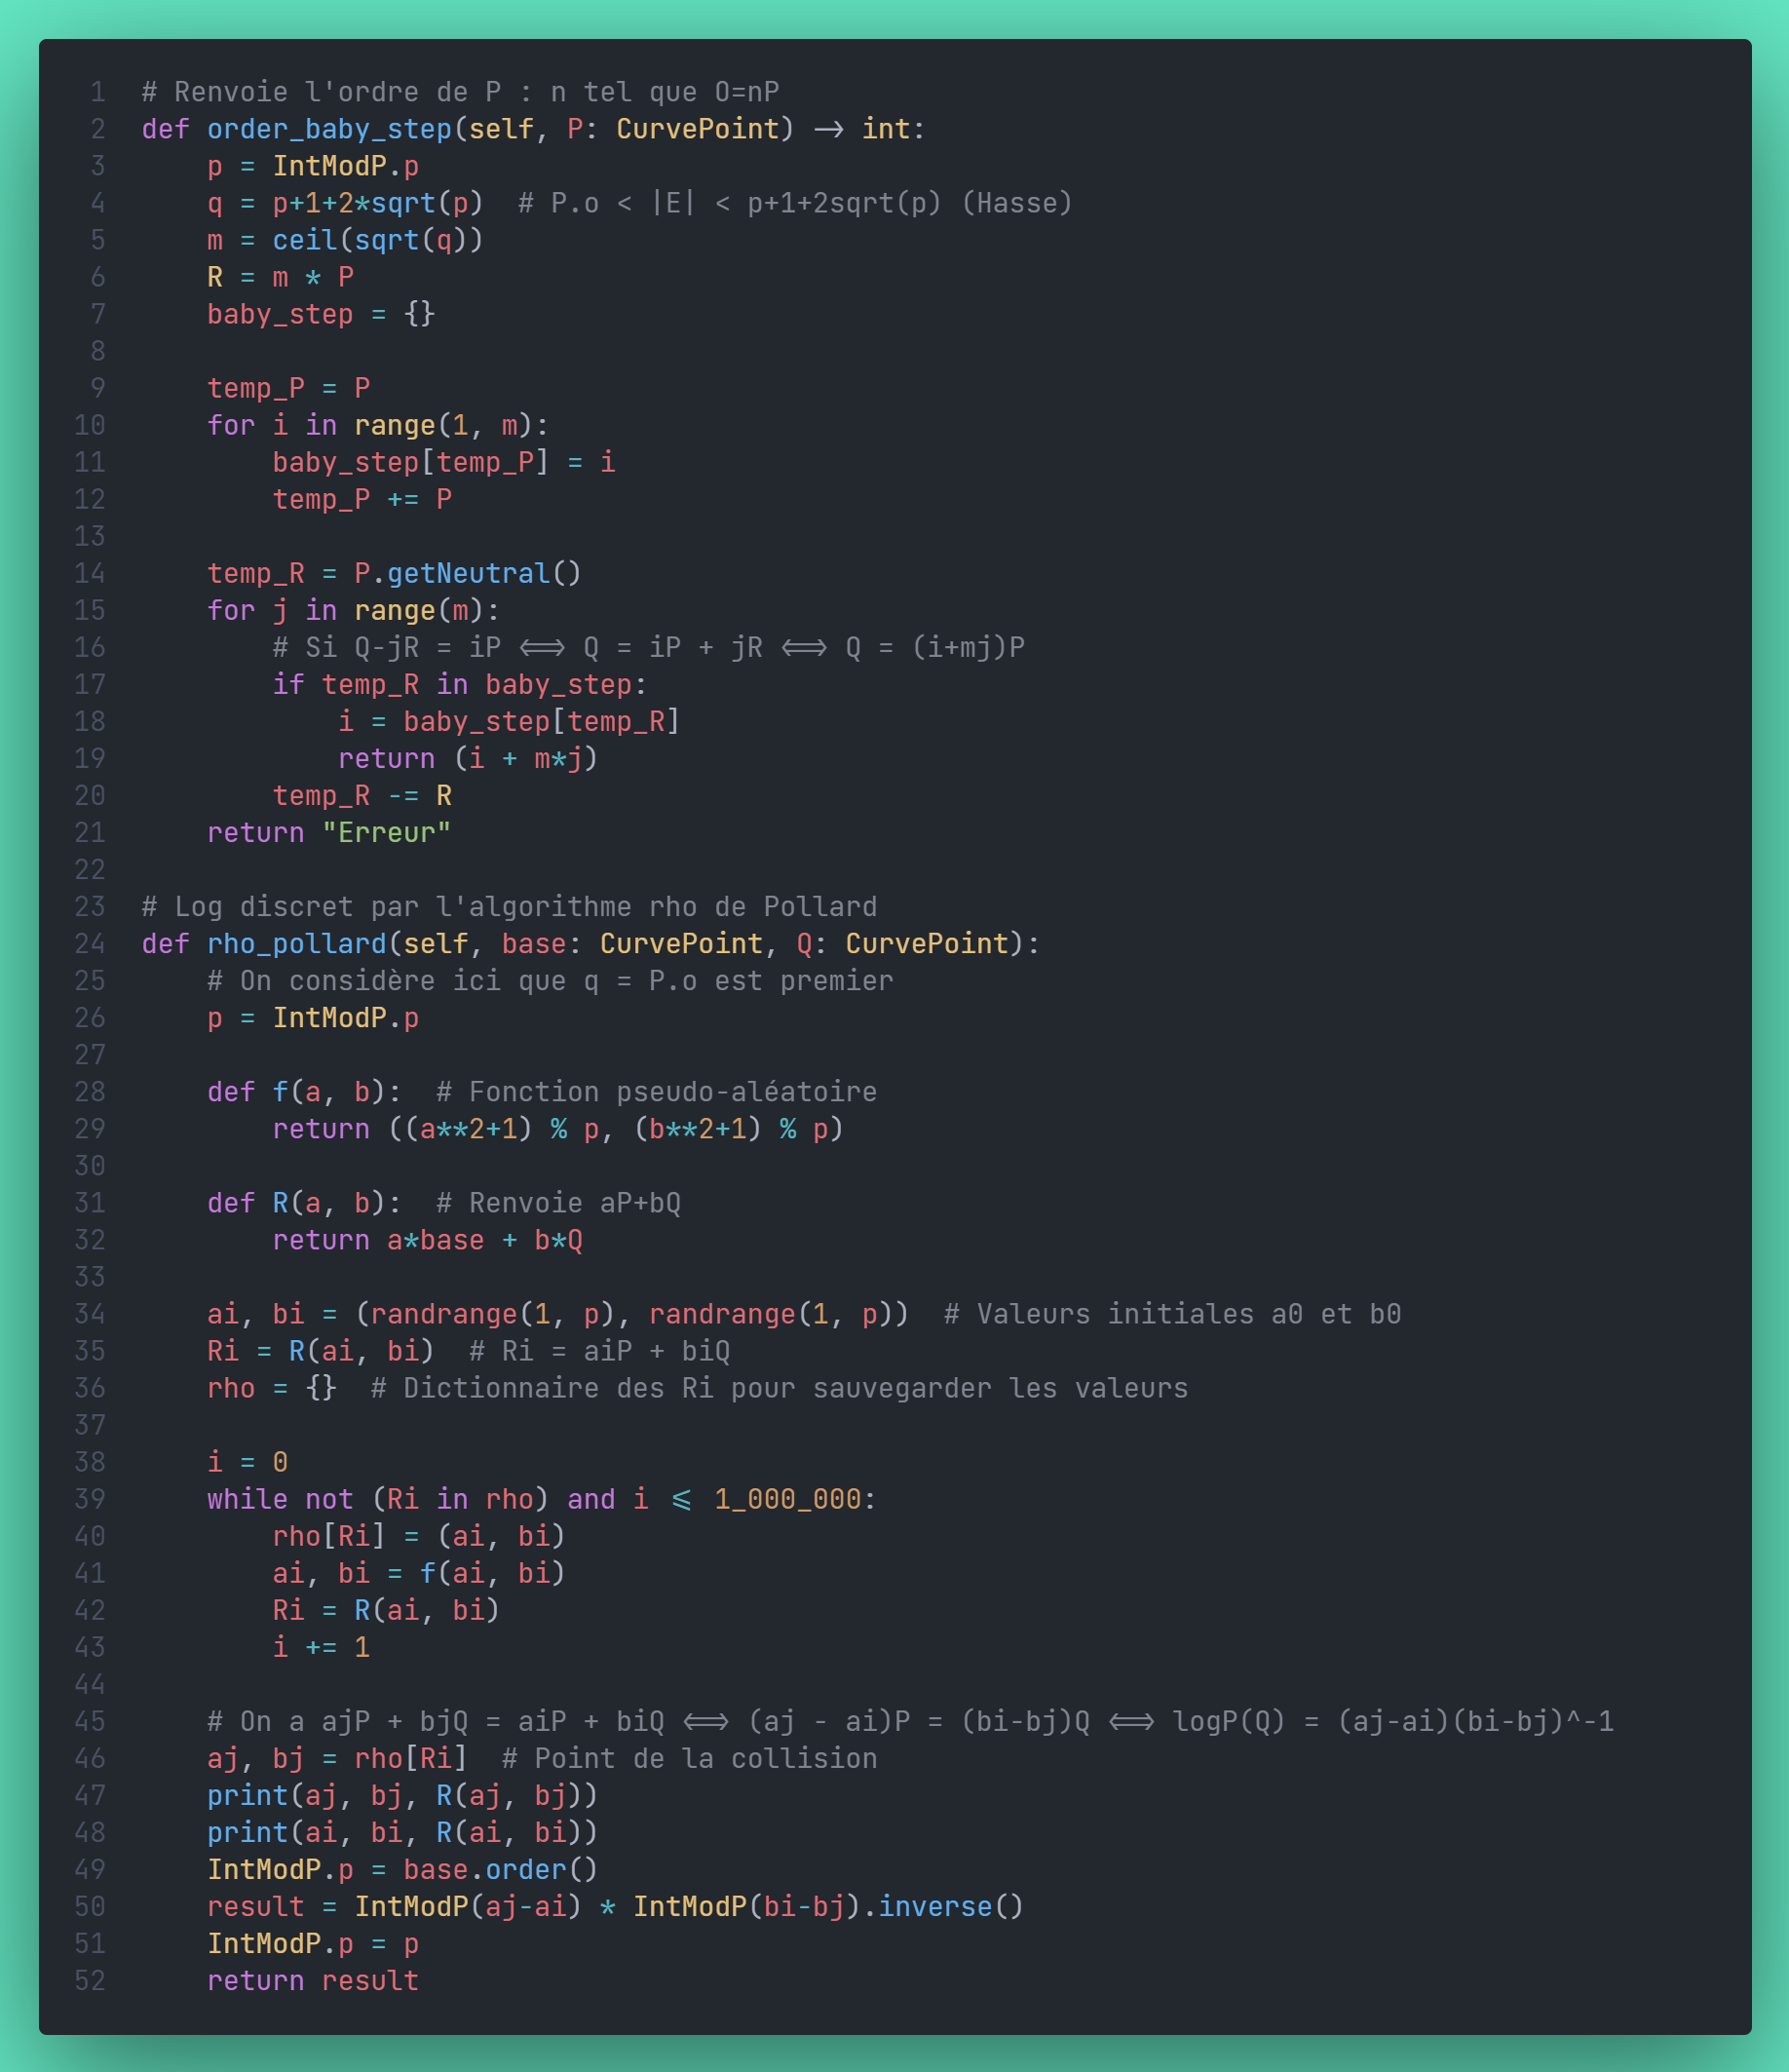 1 # Renvoie l'ordre de P : n tel que O=nP
2 def order_baby_step(self, P: CurvePoint) -> int:
3     p = IntModP.p
4     q = p+1+2*sqrt(p)  # P.o < |E| < p+1+2sqrt(p) (Hasse)
5     m = ceil(sqrt(q))
6     R = m * P
7     baby_step = {}
8
9     temp_P = P
10     for i in range(1, m):
11         baby_step[temp_P] = i
12         temp_P += P
13
14     temp_R = P.getNeutral()
15     for j in range(m):
16         # Si Q-jR = iP <==> Q = iP + jR <==> Q = (i+mj)P
17         if temp_R in baby_step:
18             i = baby_step[temp_R]
19             return (i + m*j)
20         temp_R -= R
21     return "Erreur"
22
23 # Log discret par l'algorithme rho de Pollard
24 def rho_pollard(self, base: CurvePoint, Q: CurvePoint):
25     # On considère ici que q = P.o est premier
26     p = IntModP.p
27
28     def f(a, b):  # Fonction pseudo-aléatoire
29         return ((a**2+1) % p, (b**2+1) % p)
30
31     def R(a, b):  # Renvoie aP+bQ
32         return a*base + b*Q
33
34     ai, bi = (randrange(1, p), randrange(1, p))  # Valeurs initiales a0 et b0
35     Ri = R(ai, bi)  # Ri = aiP + biQ
36     rho = {}  # Dictionnaire des Ri pour sauvegarder les valeurs
37
38     i = 0
39     while not (Ri in rho) and i <= 1_000_000:
40         rho[Ri] = (ai, bi)
41         ai, bi = f(ai, bi)
42         Ri = R(ai, bi)
43         i += 1
44
45     # On a ajP + bjQ = aiP + biQ <==> (aj - ai)P = (bi-bj)Q <==> logP(Q) = (aj-ai)(bi-bj)^-1
46     aj, bj = rho[Ri]  # Point de la collision
47     print(aj, bj, R(aj, bj))
48     print(ai, bi, R(ai, bi))
49     IntModP.p = base.order()
50     result = IntModP(aj-ai) * IntModP(bi-bj).inverse()
51     IntModP.p = p
52     return result